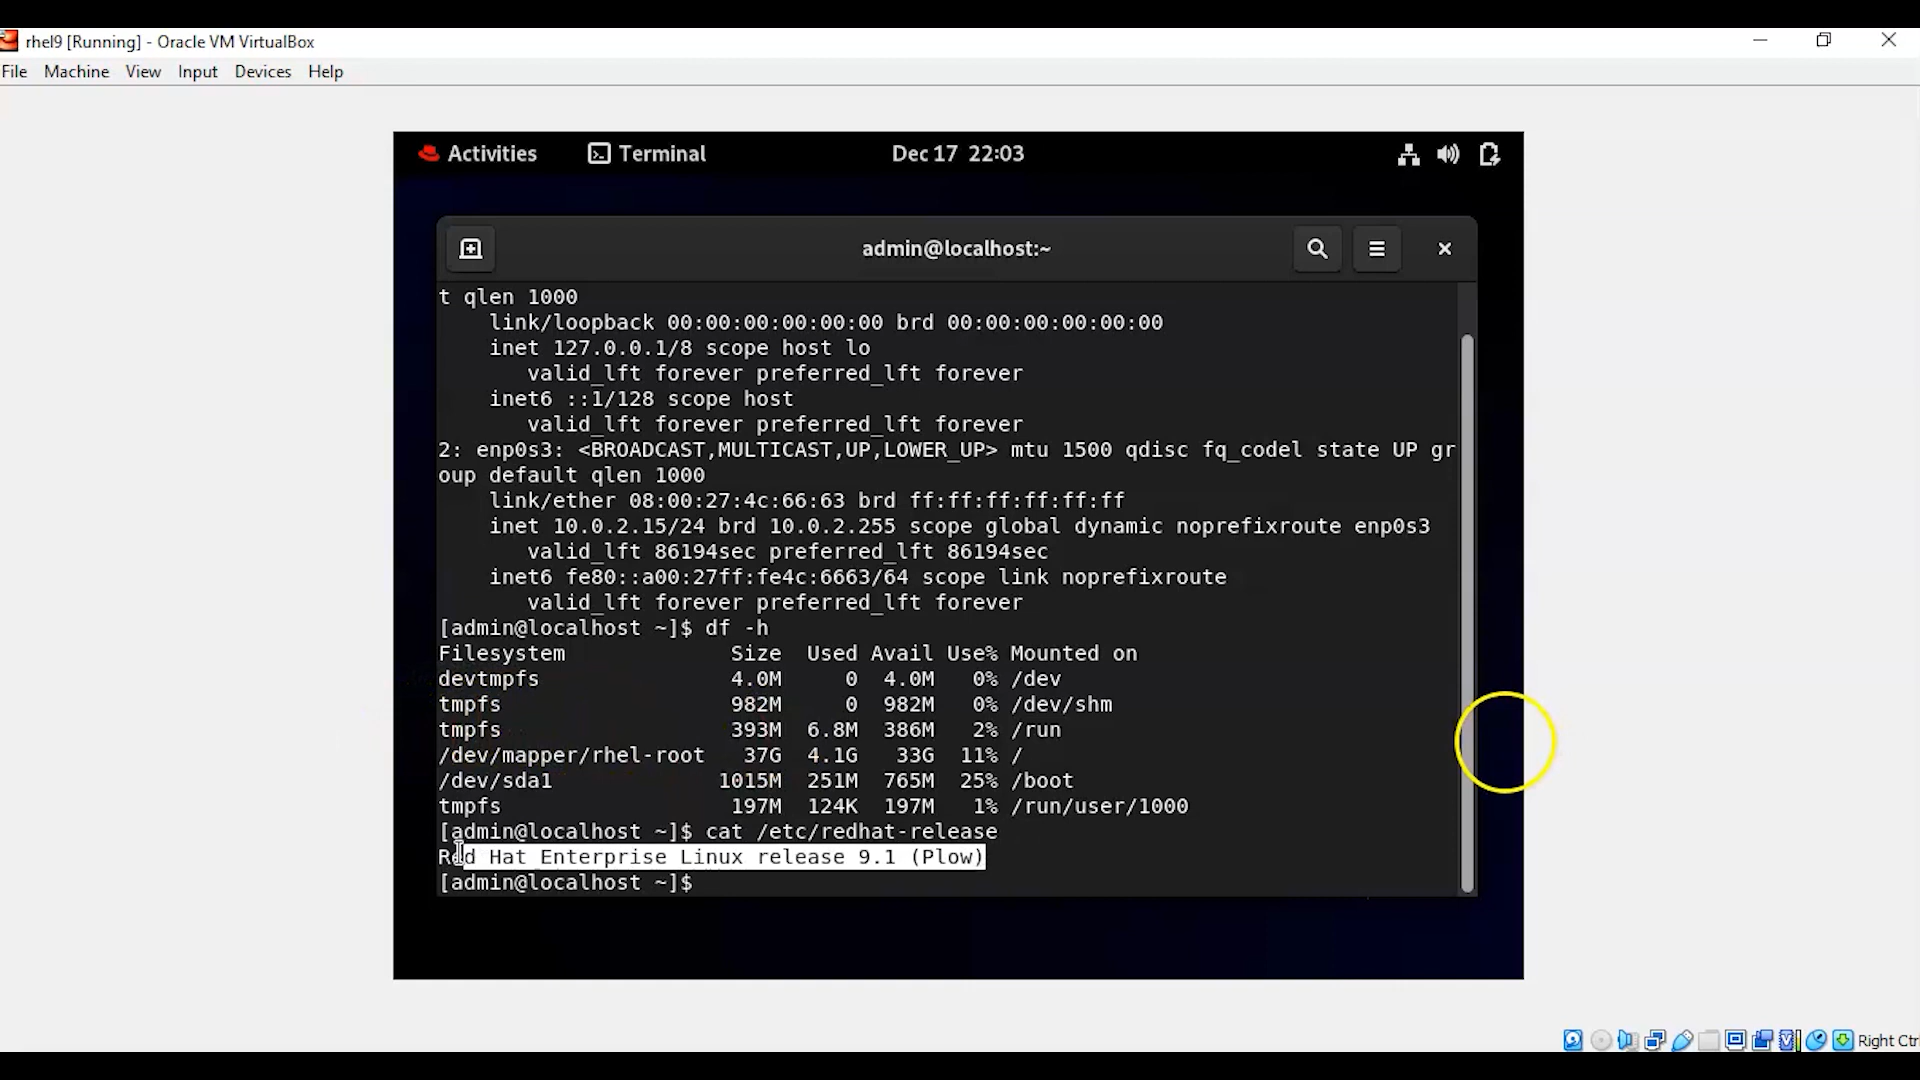 rhel9 [Running] - Oracle VM VirtualBox
File Machine View Input Devices Help
Activities Terminal Dec 17 22:03
admin@localhost:~
t qlen 1000
    link/loopback 00:00:00:00:00:00 brd 00:00:00:00:00:00
    inet 127.0.0.1/8 scope host lo
       valid_lft forever preferred_lft forever
    inet6 ::1/128 scope host
       valid_lft forever preferred_lft forever
2: enp0s3: <BROADCAST,MULTICAST,UP,LOWER_UP> mtu 1500 qdisc fq_codel state UP gr
oup default qlen 1000
    link/ether 08:00:27:4c:66:63 brd ff:ff:ff:ff:ff:ff
    inet 10.0.2.15/24 brd 10.0.2.255 scope global dynamic noprefixroute enp0s3
       valid_lft 86194sec preferred_lft 86194sec
    inet6 fe80::a00:27ff:fe4c:6663/64 scope link noprefixroute
       valid_lft forever preferred_lft forever
[admin@localhost ~]$ df -h
Filesystem             Size  Used Avail Use% Mounted on
devtmpfs               4.0M     0  4.0M   0% /dev
tmpfs                  982M     0  982M   0% /dev/shm
tmpfs                  393M  6.8M  386M   2% /run
/dev/mapper/rhel-root   37G  4.1G   33G  11% /
/dev/sda1             1015M  251M  765M  25% /boot
tmpfs                  197M  124K  197M   1% /run/user/1000
[admin@localhost ~]$ cat /etc/redhat-release
Red Hat Enterprise Linux release 9.1 (Plow)
[admin@localhost ~]$
Right Ctr